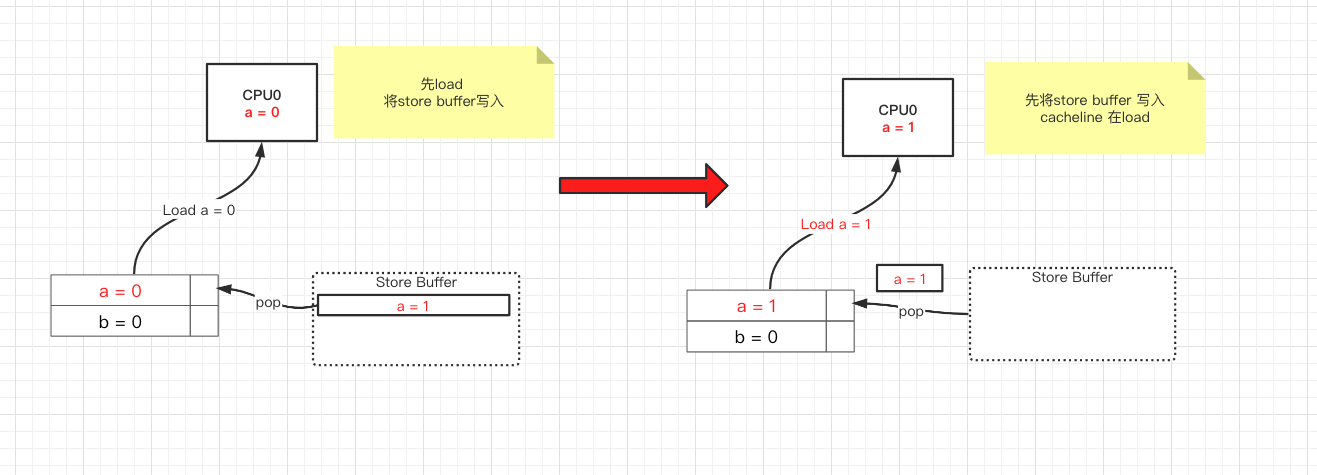 CPU0
a = 0
先load
将store buffer写入
Load a = 0
a = 0
b = 0
pop
Store Buffer
a = 1
CPU0
a = 1
先将store buffer 写入
cacheline 在load
Load a = 1
a = 1
b = 0
a = 1
pop
Store Buffer